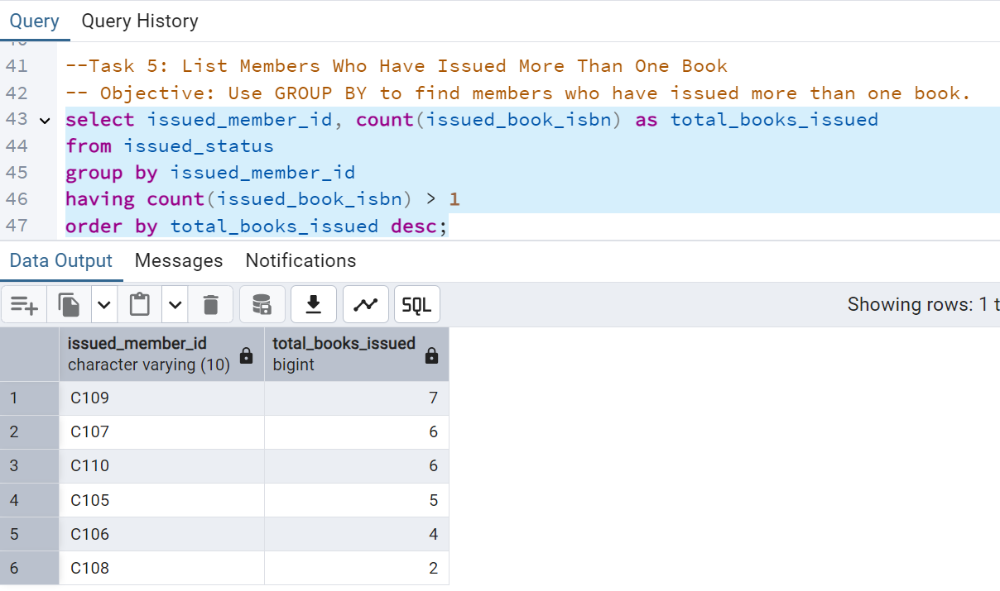 Query Query History
41 --Task 5: List Members Who Have Issued More Than One Book
42 -- Objective: Use GROUP BY to find members who have issued more than one book.
43 select issued_member_id, count(issued_book_isbn) as total_books_issued
44 from issued_status
45 group by issued_member_id
46 having count(issued_book_isbn) > 1
47 order by total_books_issued desc;
Data Output Messages Notifications
SQL Showing rows: 1 t
issued_member_id total_books_issued
character varying (10) bigint
1 C109 7
2 C107 6
3 C110 6
4 C105 5
5 C106 4
6 C108 2